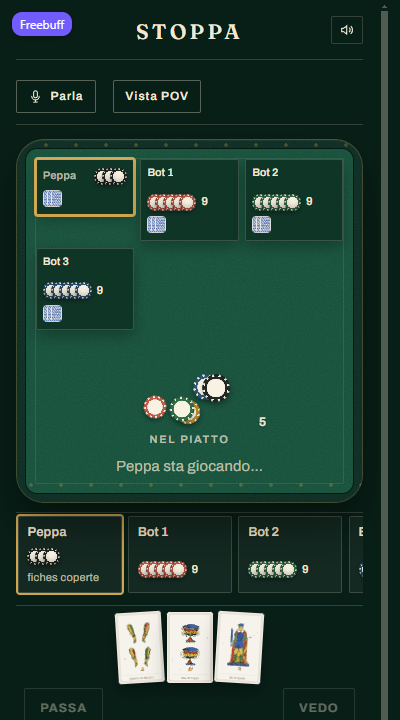 Freebuff
STOPPA
Parla
Vista POV
Peppa
Bot 1
9
Bot 2
9
Bot 3
9
5
NEL PIATTO
Peppa sta giocando...
Peppa
fiches coperte
Bot 1
9
Bot 2
9
PASSA
VEDO